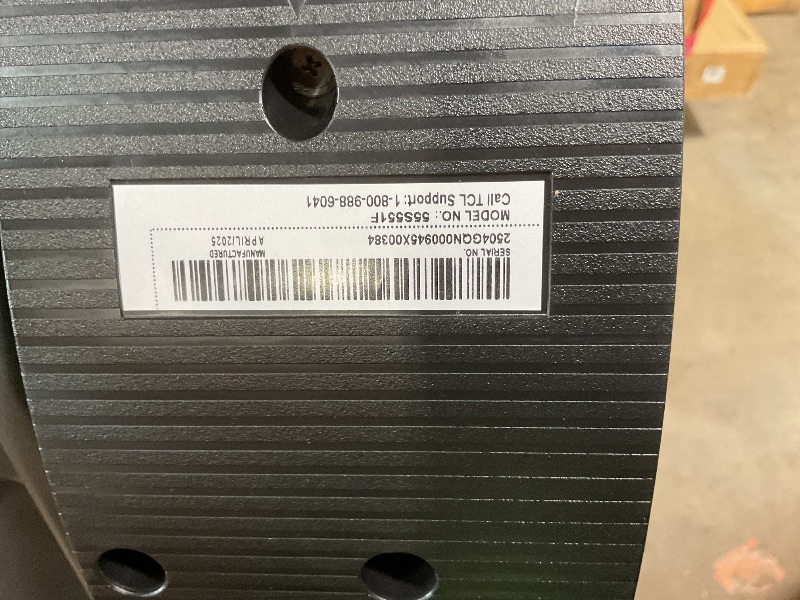 SERIAL NO.
MANUFACTURED
2504GQN000945X00384
APRIL/2025
MODEL NO.: 55S551F
Call TCL Support: 1-800-988-6041